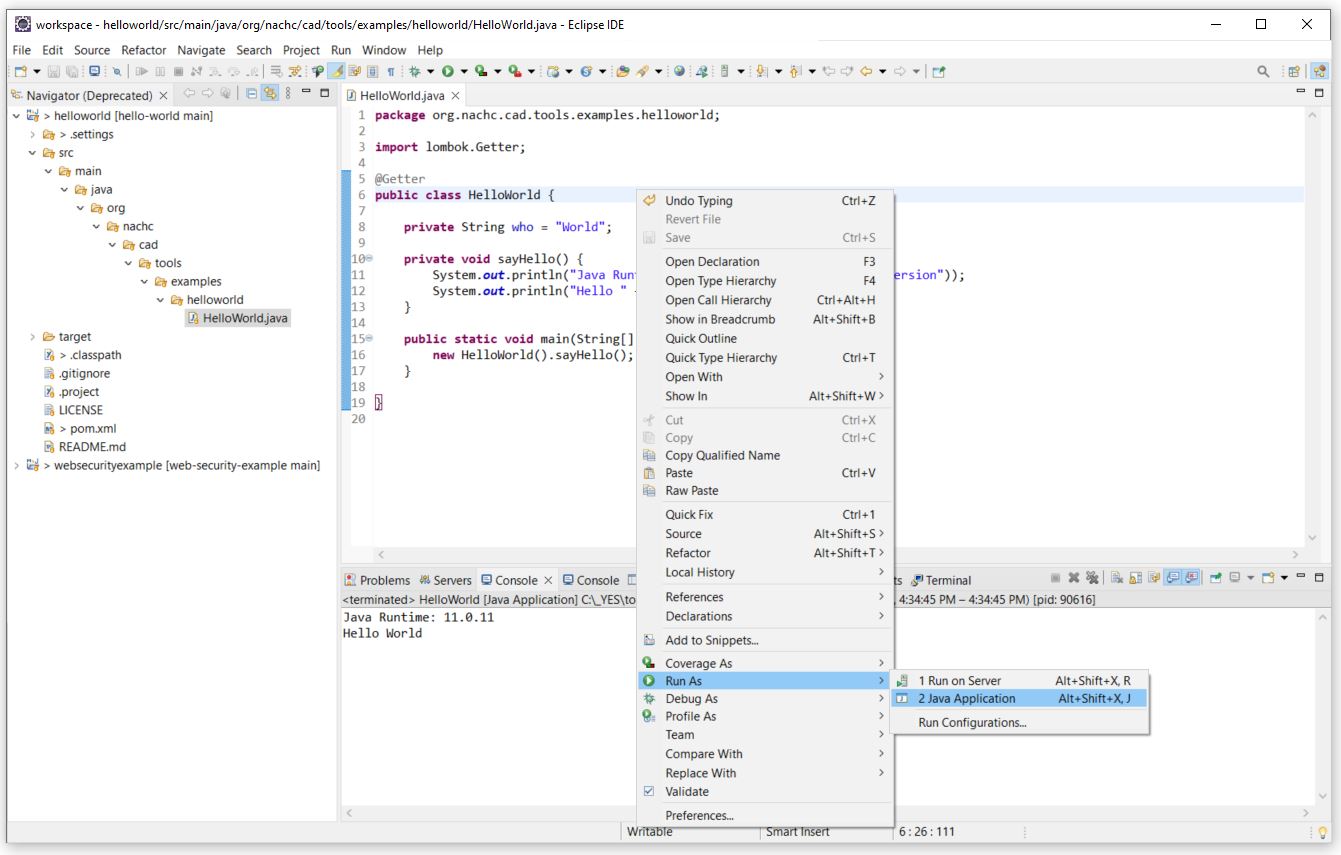 workspace - helloworld/src/main/java/org/nachc/cad/tools/examples/helloworld/HelloWorld.java - Eclipse IDE
File Edit Source Refactor Navigate Search Project Run Window Help
Navigator (Deprecated)
> helloworld [hello-world main]
> .settings
src
main
java
org
nachc
cad
tools
examples
helloworld
HelloWorld.java
target
> .classpath
.gitignore
.project
LICENSE
> pom.xml
README.md
> websecurityexample [web-security-example main]
HelloWorld.java
1 package org.nachc.cad.tools.examples.helloworld;
2
3 import lombok.Getter;
4
5 @Getter
6 public class HelloWorld {
7
8 private String who = "World";
9
10 private void sayHello() {
11 System.out.println("Java Run ersion"));
12 System.out.println("Hello "
13 }
14
15 public static void main(String[]
16 new HelloWorld().sayHello();
17 }
18
19 }
20
Undo Typing Ctrl+Z
Revert File
Save Ctrl+S
Open Declaration F3
Open Type Hierarchy F4
Open Call Hierarchy Ctrl+Alt+H
Show in Breadcrumb Alt+Shift+B
Quick Outline
Quick Type Hierarchy Ctrl+T
Open With
Show In Alt+Shift+W
Cut Ctrl+X
Copy Ctrl+C
Copy Qualified Name
Paste Ctrl+V
Raw Paste
Quick Fix Ctrl+1
Source Alt+Shift+S
Refactor Alt+Shift+T
Local History
References
Declarations
Add to Snippets...
Coverage As
Run As
Debug As
Profile As
Team
Compare With
Replace With
Validate
Preferences...
1 Run on Server Alt+Shift+X, R
2 Java Application Alt+Shift+X, J
Run Configurations...
Problems Servers Console Console ts Terminal
<terminated> HelloWorld [Java Application] C:\_YES\to , 4:34:45 PM – 4:34:45 PM) [pid: 90616]
Java Runtime: 11.0.11
Hello World
Writable Smart Insert 6 : 26 : 111